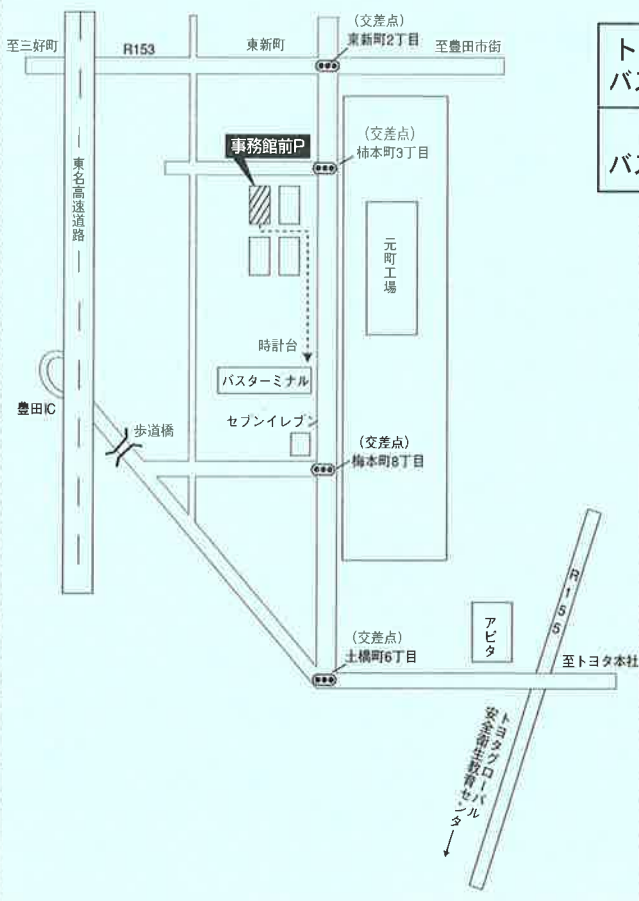 (交差点)
東新町2丁目
至三好町
R153
東新町
至豊田市街
ト
バス
バス
事務館前P
(交差点)
柿本町3丁目
東名高速道路
元町工場
時計台
バスターミナル
豊田IC
セブンイレブン
歩道橋
(交差点)
梅本町8丁目
R155
アピタ
(交差点)
土橋町6丁目
至トヨタ本社
トヨタグローバル
安全衛生教育センタ